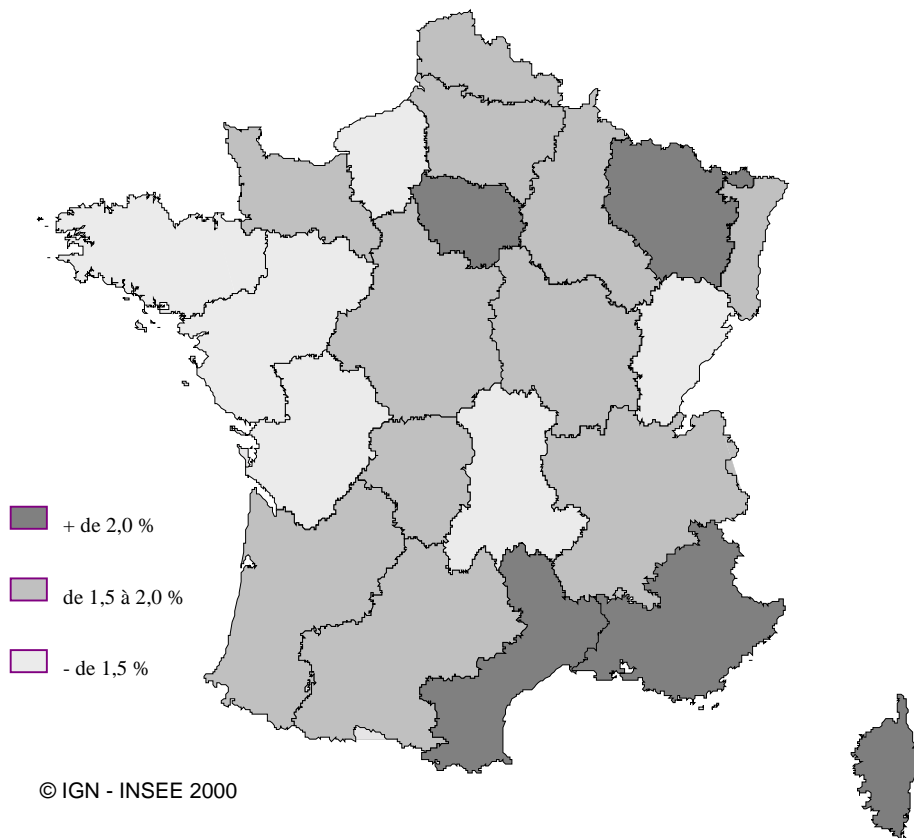 + de 2,0 %
de 1,5 à 2,0 %
- de 1,5 %
© IGN - INSEE 2000